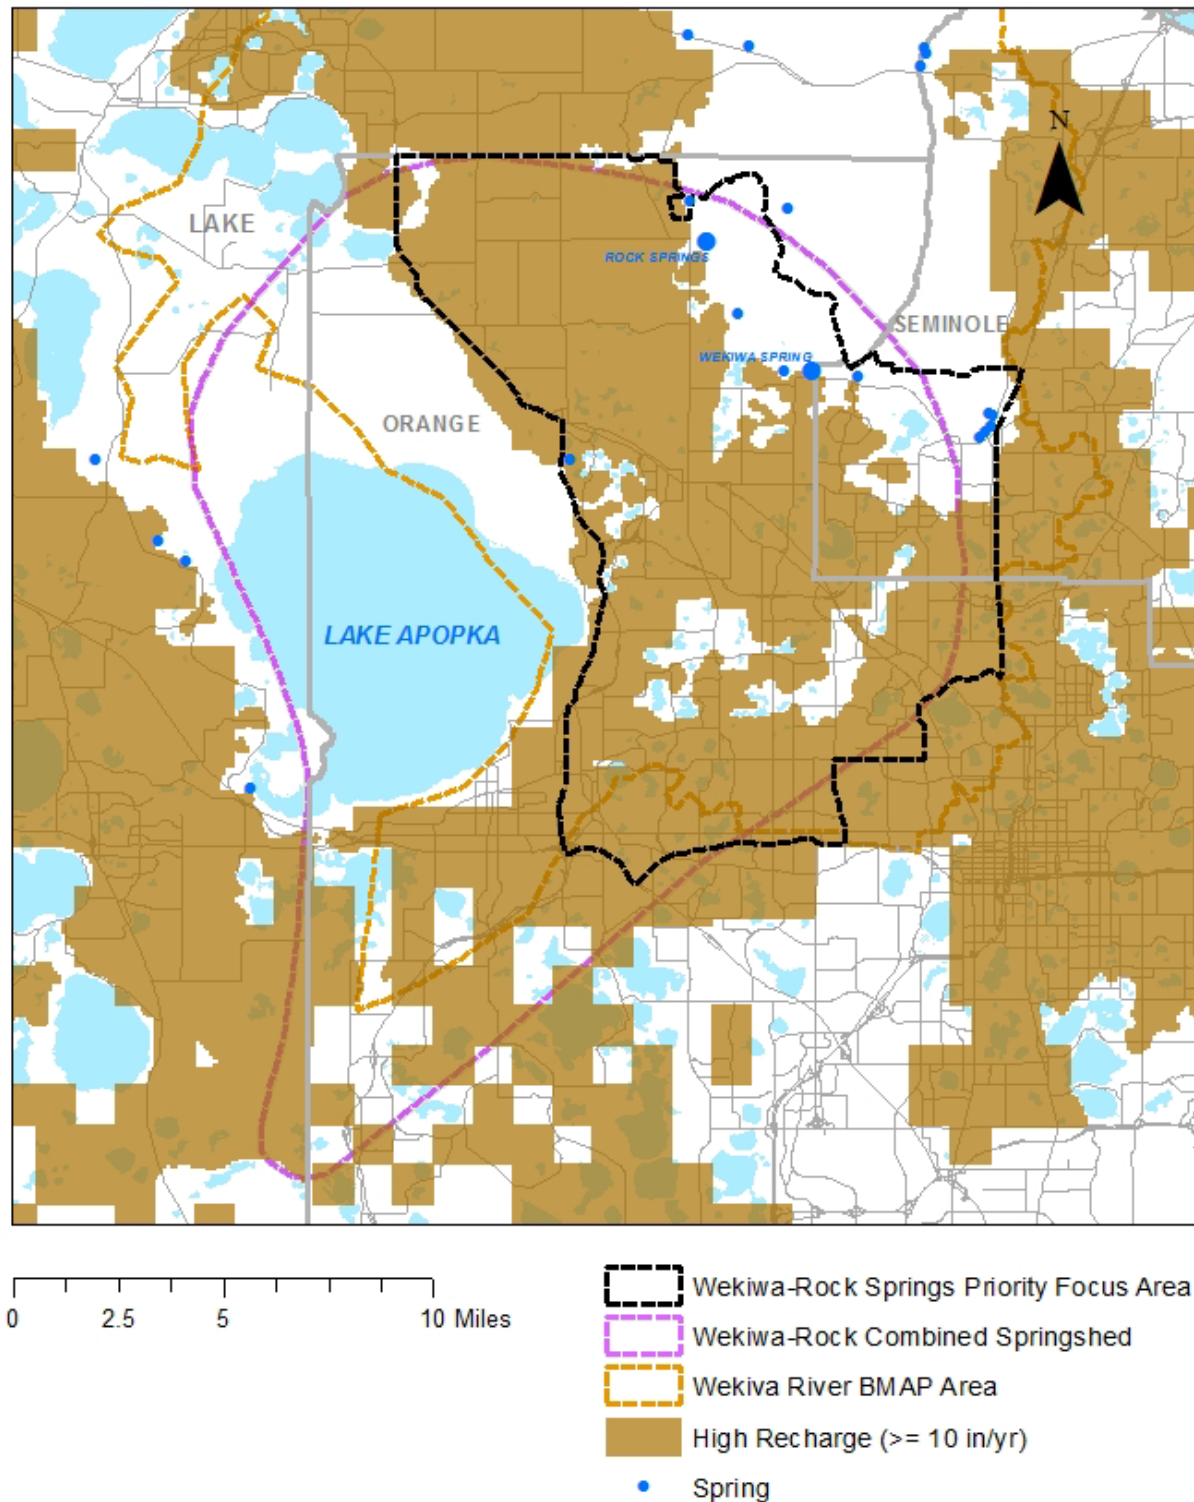 N
LAKE
ROCK SPRINGS
SEMINOLE
WEKIWA SPRING
ORANGE
LAKE APOPKA
0 2.5 5 10 Miles
Wekiwa-Rock Springs Priority Focus Area
Wekiwa-Rock Combined Springshed
Wekiva River BMAP Area
High Recharge (>= 10 in/yr)
Spring